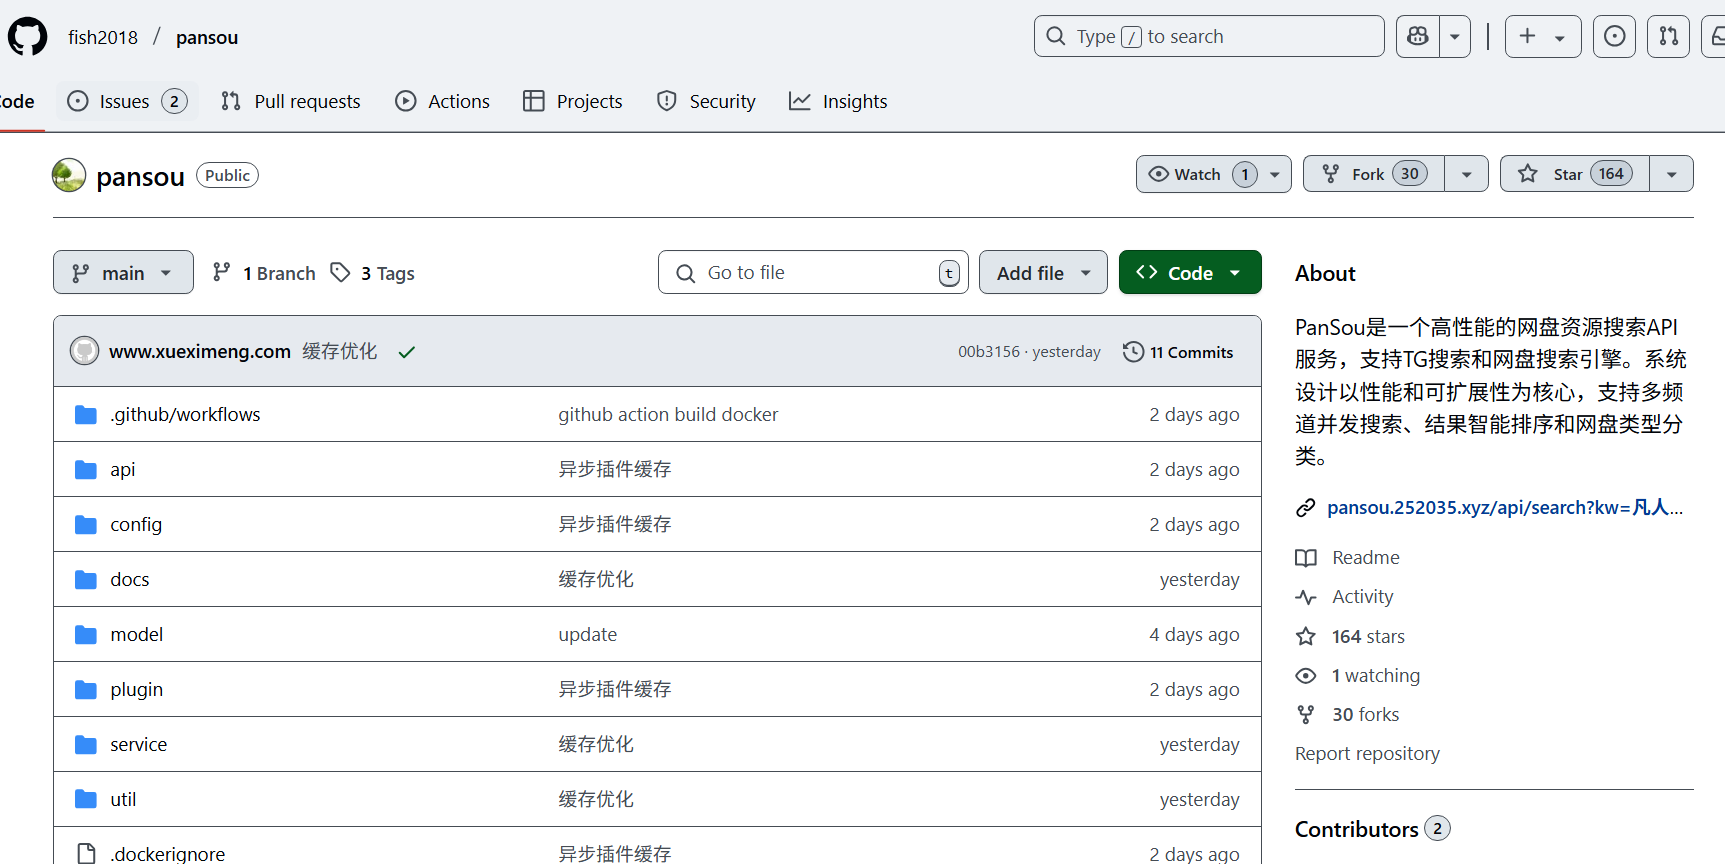 fish2018 / pansou
Type / to search
Code
Issues 2
Pull requests
Actions
Projects
Security
Insights
pansou Public
Watch 1
Fork 30
Star 164
main
1 Branch
3 Tags
Go to file t
Add file
Code
www.xueximeng.com 缓存优化
00b3156 · yesterday
11 Commits
.github/workflows github action build docker 2 days ago
api 异步插件缓存 2 days ago
config 异步插件缓存 2 days ago
docs 缓存优化 yesterday
model update 4 days ago
plugin 异步插件缓存 2 days ago
service 缓存优化 yesterday
util 缓存优化 yesterday
.dockerignore 异步插件缓存 2 days ago
About
PanSou是一个高性能的网盘资源搜索API
服务，支持TG搜索和网盘搜索引擎。系统
设计以性能和可扩展性为核心，支持多频
道并发搜索、结果智能排序和网盘类型分
类。
pansou.252035.xyz/api/search?kw=凡人...
Readme
Activity
164 stars
1 watching
30 forks
Report repository
Contributors 2